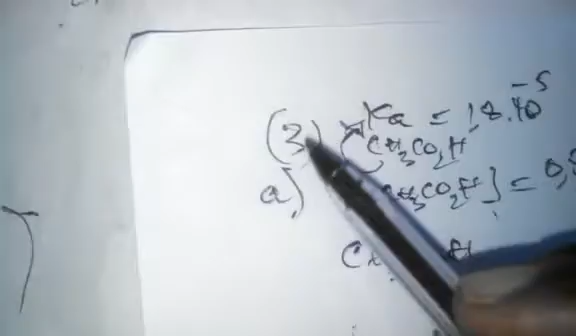 (3) Ka = 1,8.10^-5
CH3CO2H
a) [CH3CO2H] = 0,